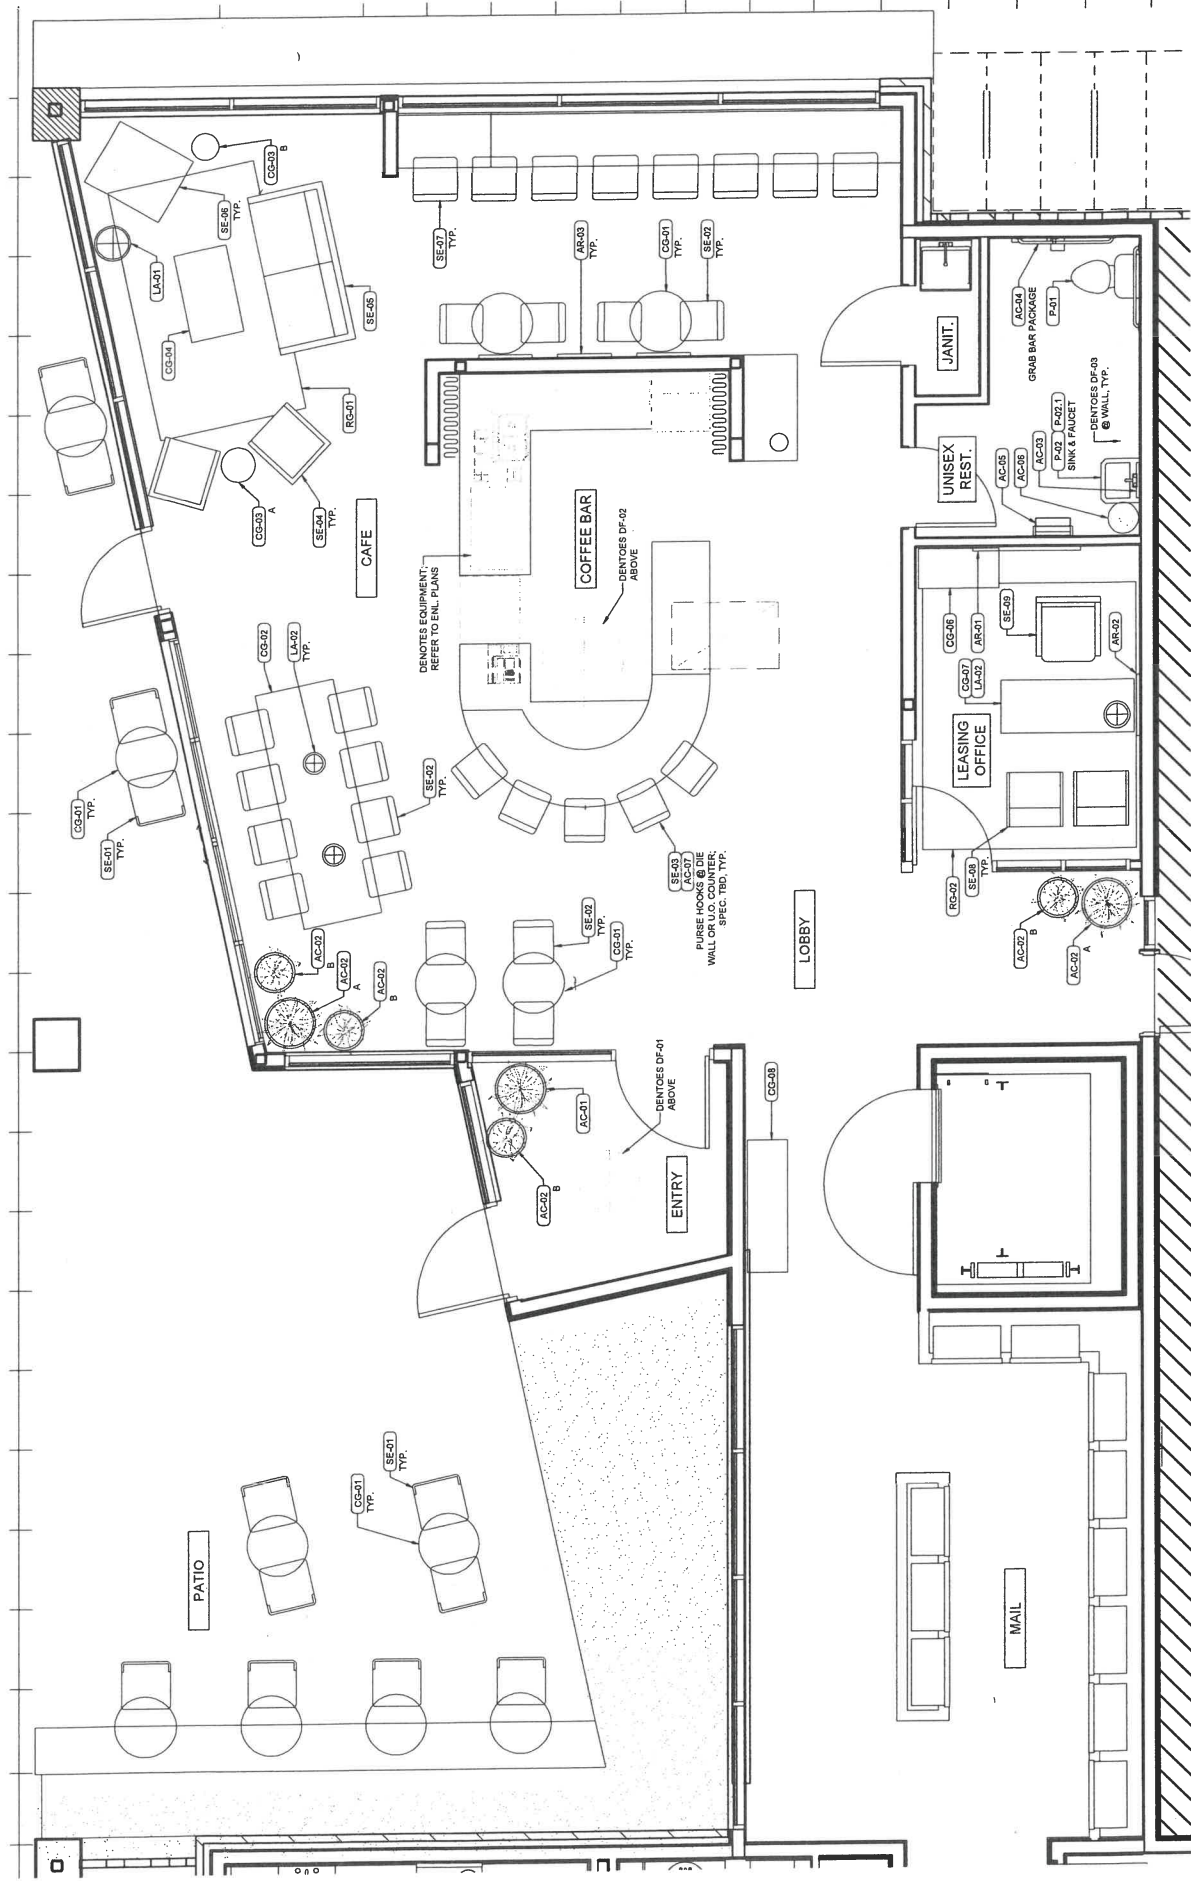 CG-03
B
SE-06
TYP.
LA-01
CG-04
SE-05
RG-01
CG-03
A
SE-04
TYP.
CAFE
SE-07
TYP.
AR-03
TYP.
CG-01
TYP.
SE-02
TYP.
JANIT.
AC-04
GRAB BAR PACKAGE
P-01
UNISEX
REST.
AC-05
AC-06
AC-03
P-02 P-02.1
SINK & FAUCET
DENTOES DF-03
@ WALL, TYP.
DENOTES EQUIPMENT;
REFER TO ENL. PLANS
COFFEE BAR
DENTOES DF-02
ABOVE
CG-06
AR-01
SE-09
CG-07
LA-02
AR-02
LEASING
OFFICE
RG-02
SE-08
TYP.
CG-02
LA-02
TYP.
SE-02
TYP.
CG-01
TYP.
SE-01
TYP.
SE-03
AC-07
PURSE HOOKS @ DIE
WALL OR U.O. COUNTER;
SPEC. TBD, TYP.
SE-02
TYP.
CG-01
TYP.
LOBBY
AC-02
B
AC-02
A
AC-02
B
AC-02
A
AC-02
B
AC-01
AC-02
B
DENTOES DF-01
ABOVE
ENTRY
CG-08
PATIO
CG-01
TYP.
SE-01
TYP.
MAIL